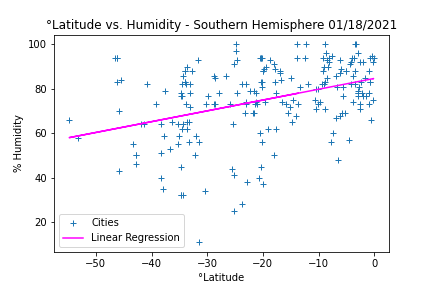 °Latitude vs. Humidity - Southern Hemisphere 01/18/2021
100
80
60
40
20
% Humidity
Cities
Linear Regression
−50
−40
−30
−20
−10
0
°Latitude